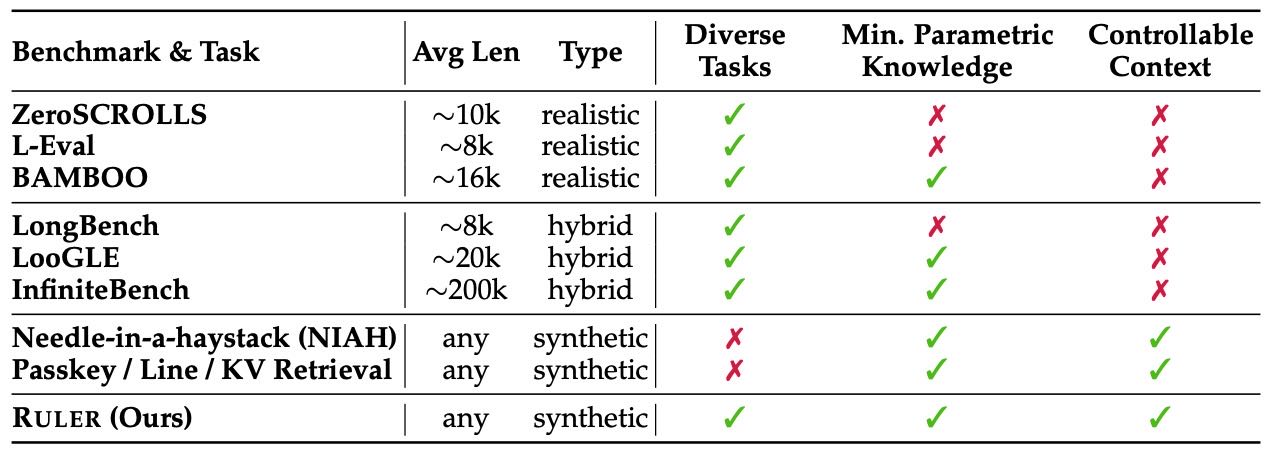 Benchmark & Task | Avg Len | Type | Diverse Tasks | Min. Parametric Knowledge | Controllable Context
ZeroSCROLLS | ~10k | realistic | ✓ | ✗ | ✗
L-Eval | ~8k | realistic | ✓ | ✗ | ✗
BAMBOO | ~16k | realistic | ✓ | ✓ | ✗
LongBench | ~8k | hybrid | ✓ | ✗ | ✗
LooGLE | ~20k | hybrid | ✓ | ✓ | ✗
InfiniteBench | ~200k | hybrid | ✓ | ✓ | ✗
Needle-in-a-haystack (NIAH) | any | synthetic | ✗ | ✓ | ✓
Passkey / Line / KV Retrieval | any | synthetic | ✗ | ✓ | ✓
RULER (Ours) | any | synthetic | ✓ | ✓ | ✓